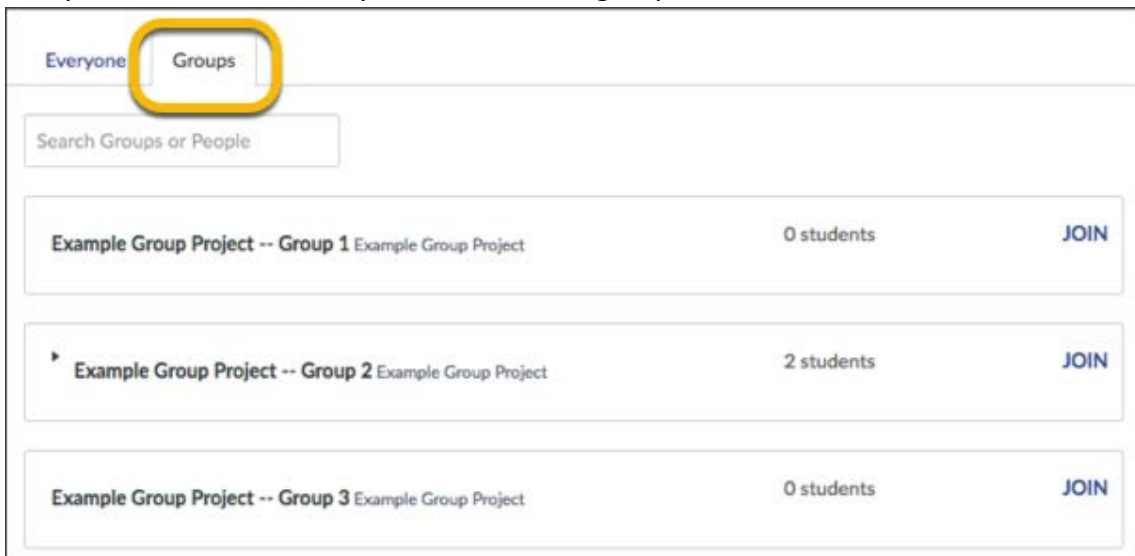 Everyone Groups
Search Groups or People
Example Group Project -- Group 1 Example Group Project 0 students JOIN
Example Group Project -- Group 2 Example Group Project 2 students JOIN
Example Group Project -- Group 3 Example Group Project 0 students JOIN